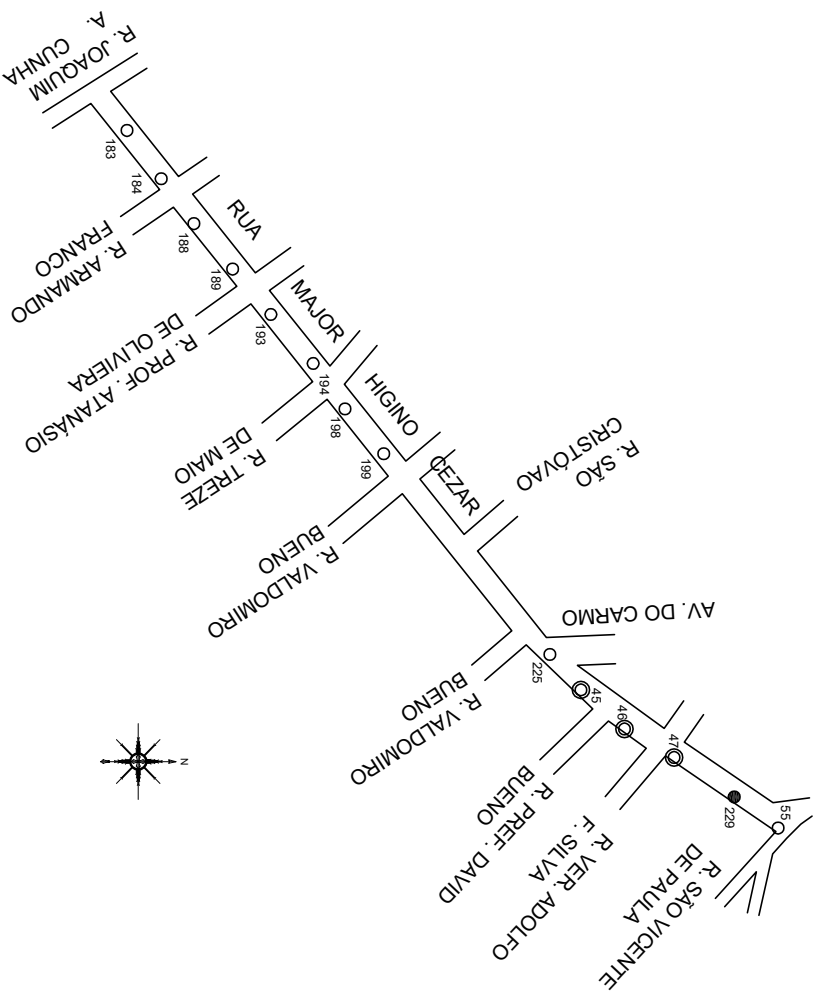 R. JOAQUIM A.
CUNHA
183
184
R. ARMANDO
FRANCO
188
189
RUA
R. PROF. ATANÁSIO
DE OLIVIERA
193
MAJOR
194
R. TREZE
DE MAIO
198
199
HIGINO
R. VALDOMIRO
BUENO
CEZAR
R. SÃO
CRISTÓVAO
AV. DO CARMO
225
R. VALDOMIRO
BUENO
45
46
R. PREF. DAVID
BUENO
47
R. VER. ADOLFO
F. SILVA
229
55
R. SÃO VICENTE
DE PAULA
N